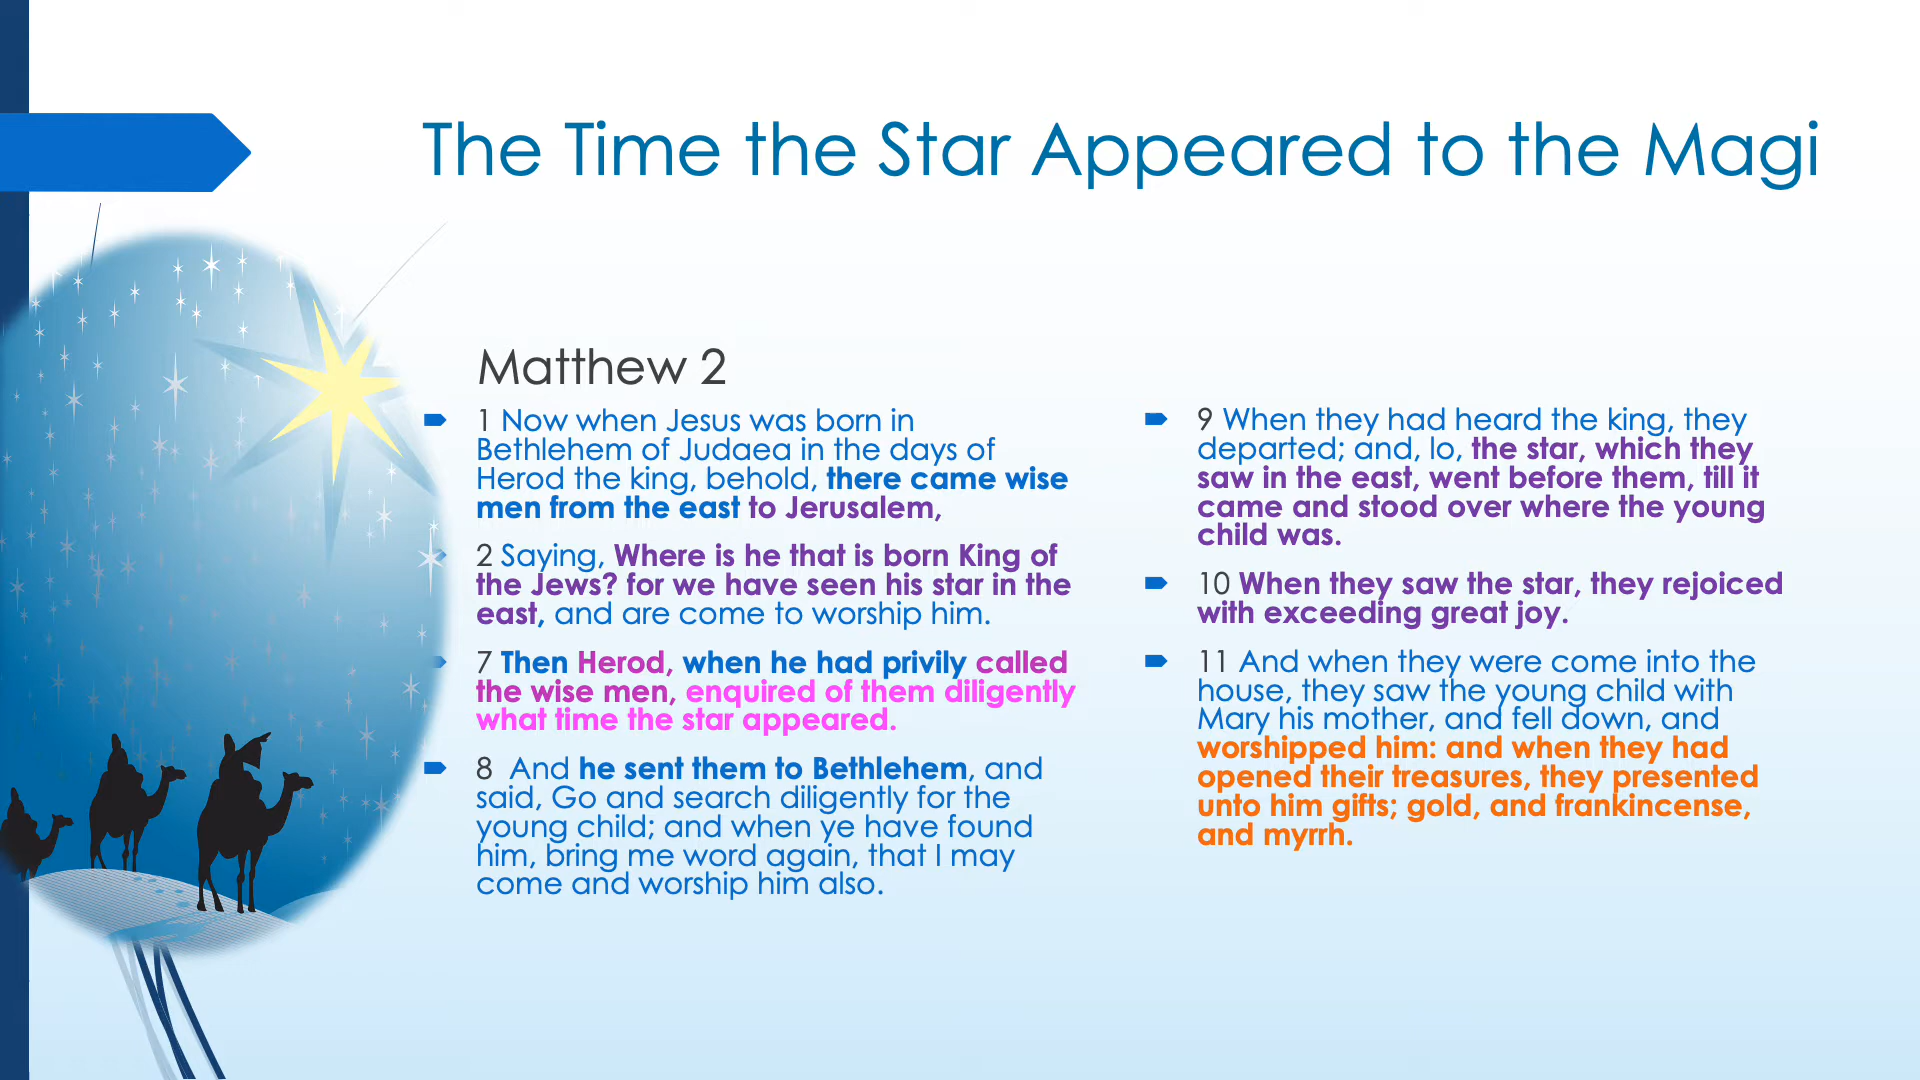 The Time the Star Appeared to the Magi
Matthew 2
1 Now when Jesus was born in
Bethlehem of Judaea in the days of
Herod the king, behold, there came wise
men from the east to Jerusalem,
2 Saying, Where is he that is born King of
the Jews? for we have seen his star in the
east, and are come to worship him.
7 Then Herod, when he had privily called
the wise men, enquired of them diligently
what time the star appeared.
8  And he sent them to Bethlehem, and
said, Go and search diligently for the
young child; and when ye have found
him, bring me word again, that I may
come and worship him also.
9 When they had heard the king, they
departed; and, lo, the star, which they
saw in the east, went before them, till it
came and stood over where the young
child was.
10 When they saw the star, they rejoiced
with exceeding great joy.
11 And when they were come into the
house, they saw the young child with
Mary his mother, and fell down, and
worshipped him: and when they had
opened their treasures, they presented
unto him gifts; gold, and frankincense,
and myrrh.